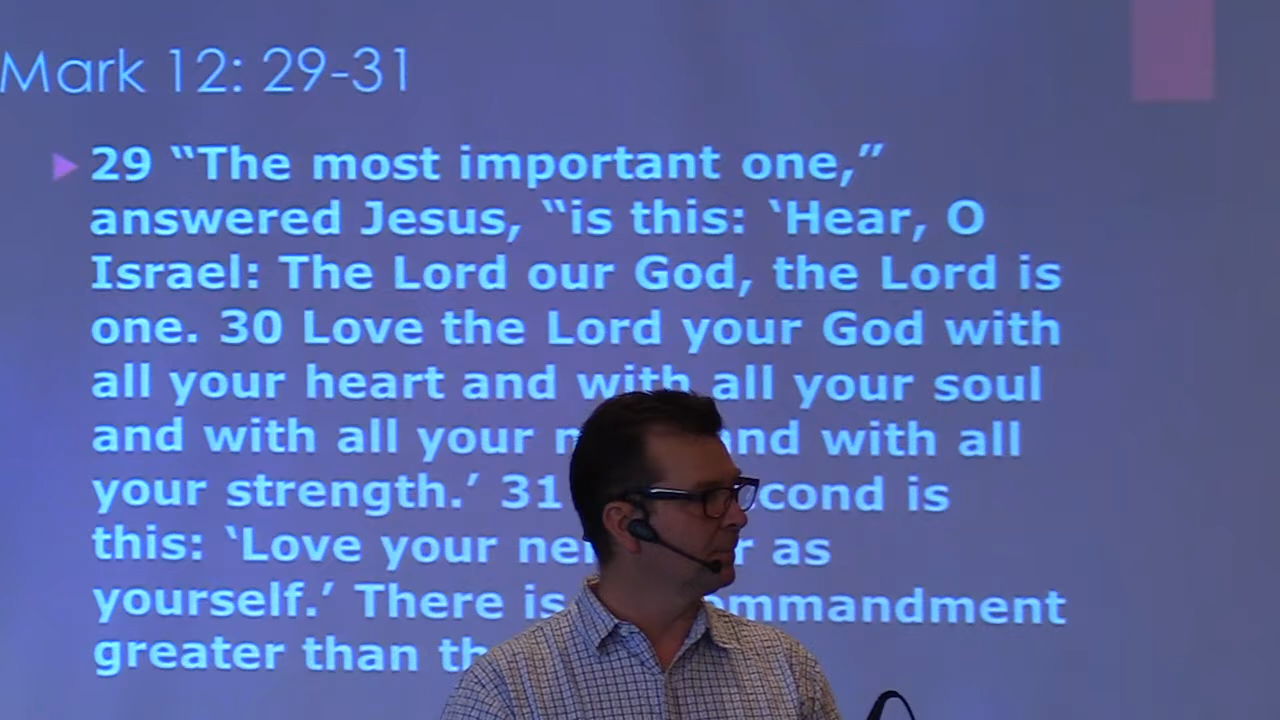 Mark 12: 29-31
29 “The most important one,”
answered Jesus, “is this: ‘Hear, O
Israel: The Lord our God, the Lord is
one. 30 Love the Lord your God with
all your heart and with all your soul
and with all your and with all
your strength.’ 31 is
this: ‘Love your as
yourself.’ There is
greater than